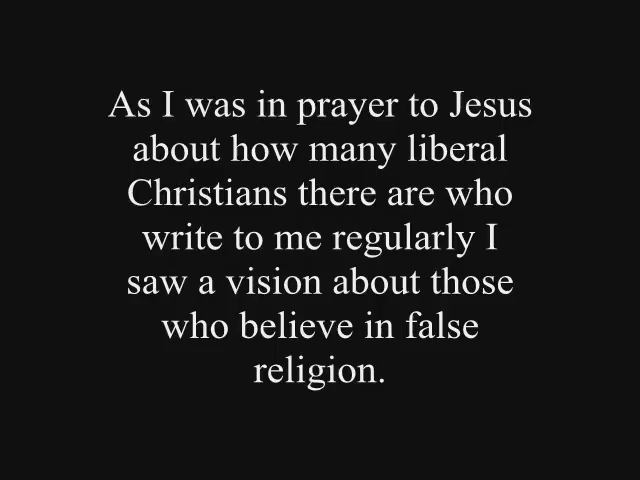 As I was in prayer to Jesus
about how many liberal
Christians there are who
write to me regularly I
saw a vision about those
who believe in false
religion.